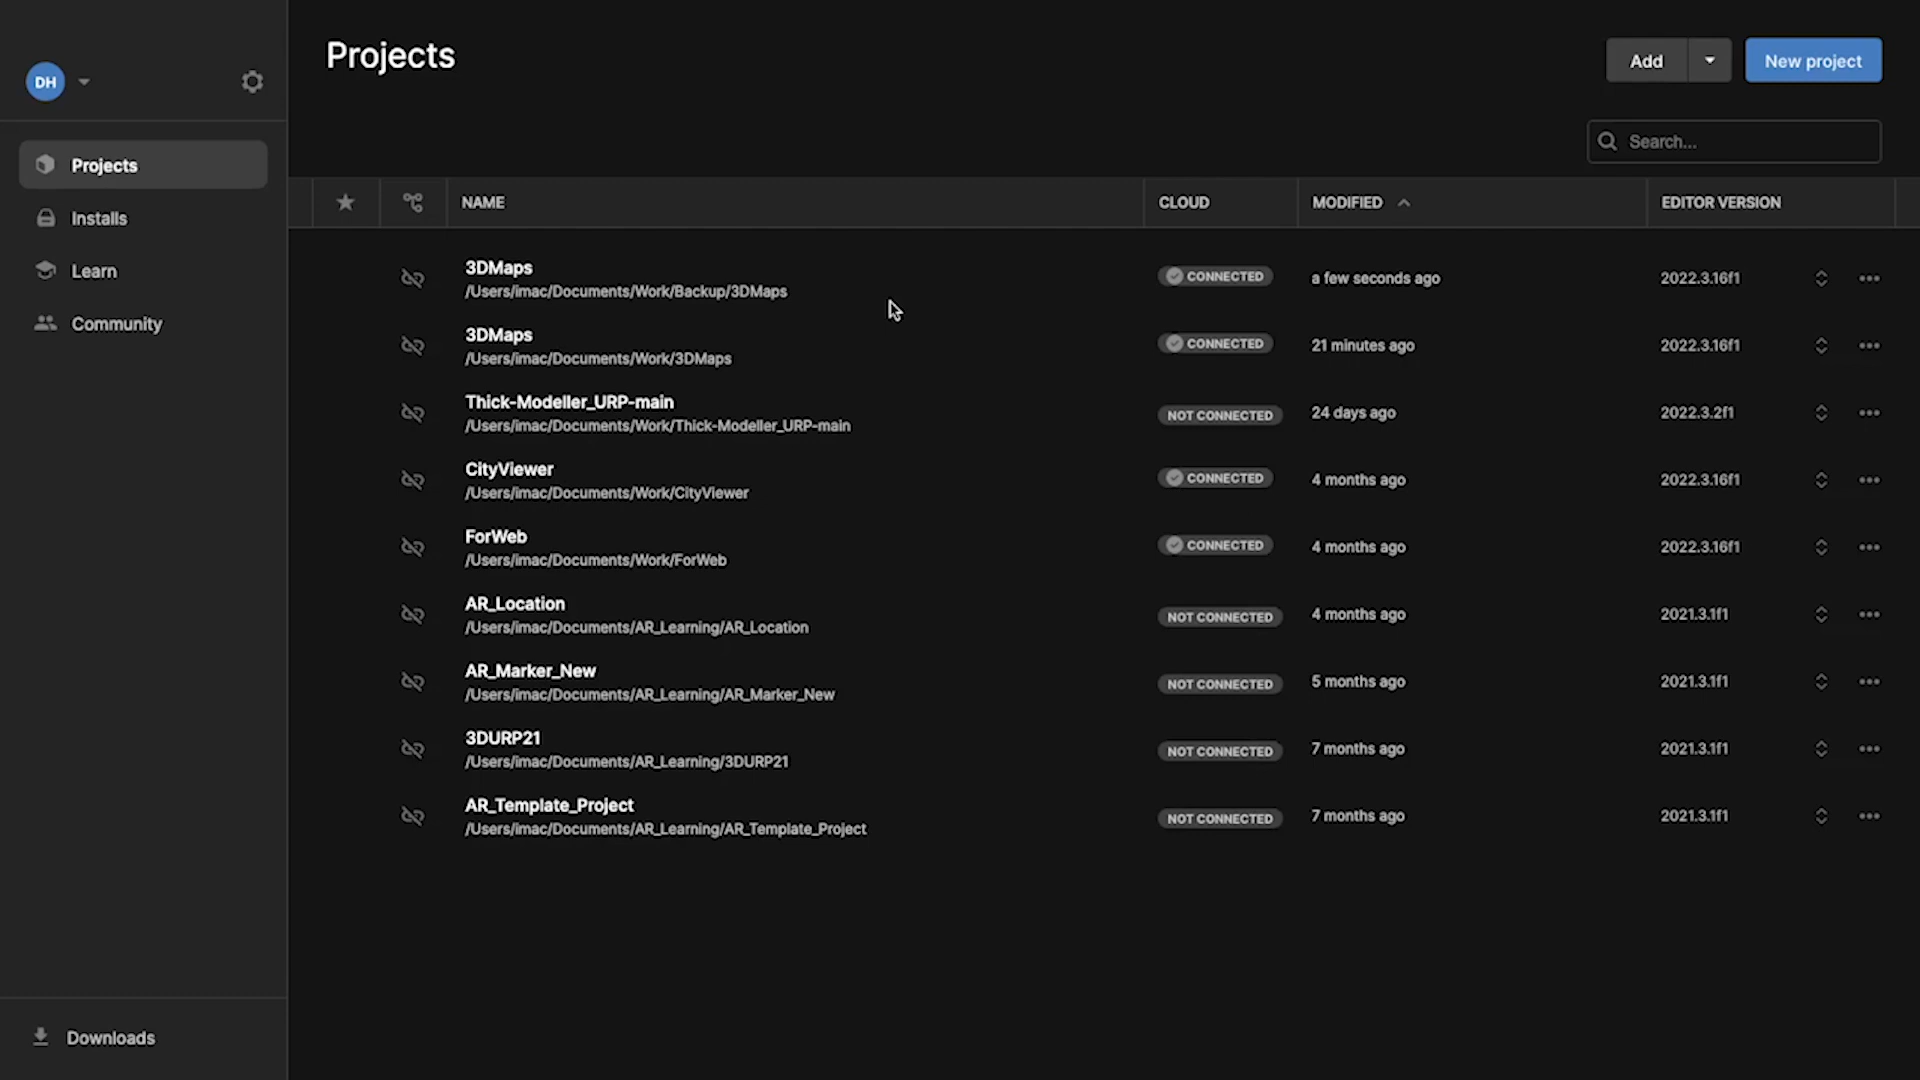 Projects
Add
New project
DH
Search...
Projects
Installs
Learn
Community
NAME
CLOUD
MODIFIED
EDITOR VERSION
3DMaps
/Users/imac/Documents/Work/Backup/3DMaps
CONNECTED
a few seconds ago
2022.3.16f1
3DMaps
/Users/imac/Documents/Work/3DMaps
CONNECTED
21 minutes ago
2022.3.16f1
Thick-Modeller_URP-main
/Users/imac/Documents/Work/Thick-Modeller_URP-main
NOT CONNECTED
24 days ago
2022.3.2f1
CityViewer
/Users/imac/Documents/Work/CityViewer
CONNECTED
4 months ago
2022.3.16f1
ForWeb
/Users/imac/Documents/Work/ForWeb
CONNECTED
4 months ago
2022.3.16f1
AR_Location
/Users/imac/Documents/AR_Learning/AR_Location
NOT CONNECTED
4 months ago
2021.3.1f1
AR_Marker_New
/Users/imac/Documents/AR_Learning/AR_Marker_New
NOT CONNECTED
5 months ago
2021.3.1f1
3DURP21
/Users/imac/Documents/AR_Learning/3DURP21
NOT CONNECTED
7 months ago
2021.3.1f1
AR_Template_Project
/Users/imac/Documents/AR_Learning/AR_Template_Project
NOT CONNECTED
7 months ago
2021.3.1f1
Downloads